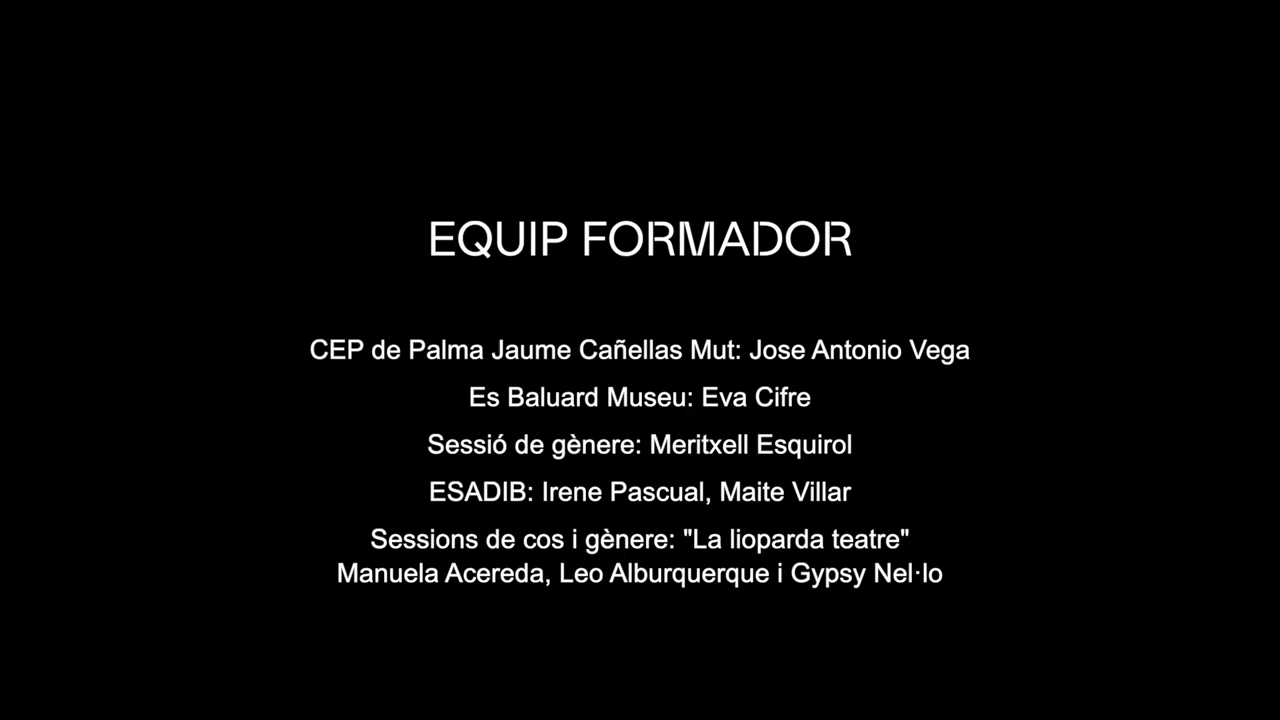 EQUIP FORMADOR
CEP de Palma Jaume Cañellas Mut: Jose Antonio Vega
Es Baluard Museu: Eva Cifre
Sessió de gènere: Meritxell Esquirol
ESADIB: Irene Pascual, Maite Villar
Sessions de cos i gènere: "La lioparda teatre"
Manuela Acereda, Leo Alburquerque i Gypsy Nel·lo